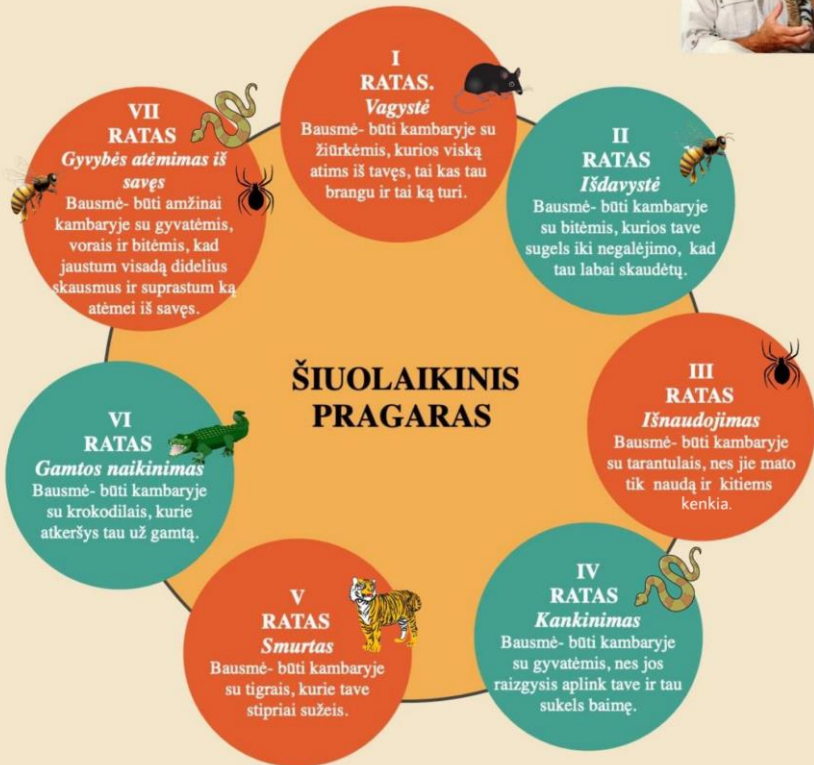 ŠIUOLAIKINIS
PRAGARAS
I
RATAS.
Vagystė
Bausmė- būti kambaryje su
žiūrkėmis, kurios viską
atims iš tavęs, tai kas tau
brangu ir tai ką turi.
II
RATAS
Išdavystė
Bausmė- būti kambaryje
su bitėmis, kurios tave
sugels iki negalėjimo, kad
tau labai skaudėtų.
III
RATAS
Išnaudojimas
Bausmė- būti kambaryje
su tarantulais, nes jie mato
tik naudą ir kitiems
kenkia.
IV
RATAS
Kankinimas
Bausmė- būti kambaryje
su gyvatėmis, nes jos
raizgysis aplink tave ir tau
sukels baimę.
V
RATAS
Smurtas
Bausmė- būti kambaryje
su tigrais, kurie tave
stipriai sužeis.
VI
RATAS
Gamtos naikinimas
Bausmė- būti kambaryje
su krokodilais, kurie
atkeršys tau už gamtą.
VII
RATAS
Gyvybės atėmimas iš
savęs
Bausmė- būti amžinai
kambaryje su gyvatėmis,
vorais ir bitėmis, kad
jaustum visadą didelius
skausmus ir suprastum ką
atėmei iš savęs.